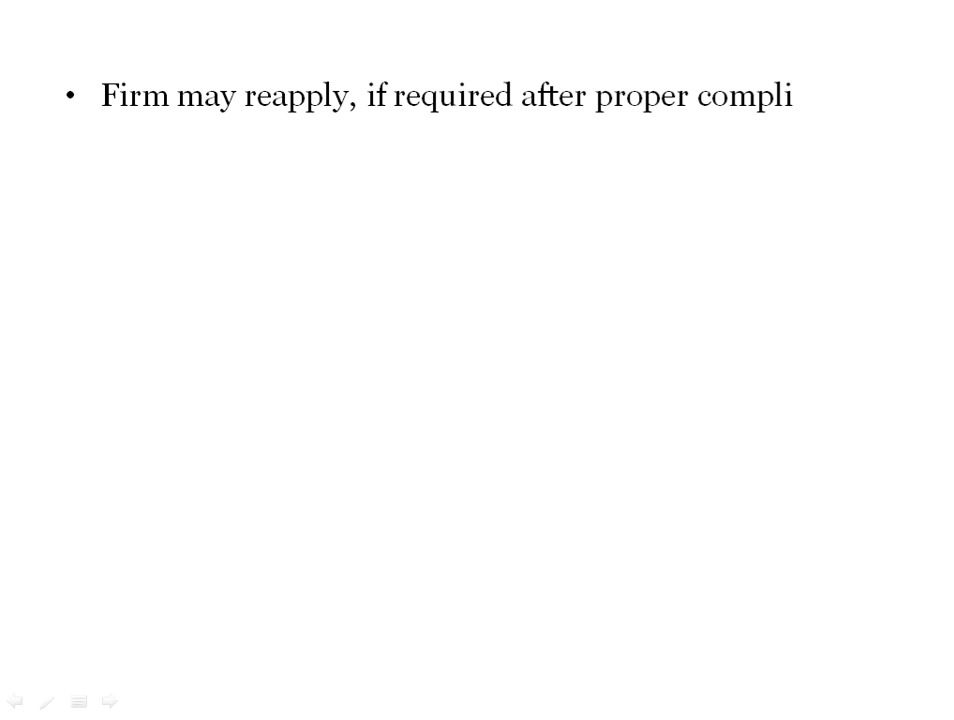 • Firm may reapply, if required after proper compli